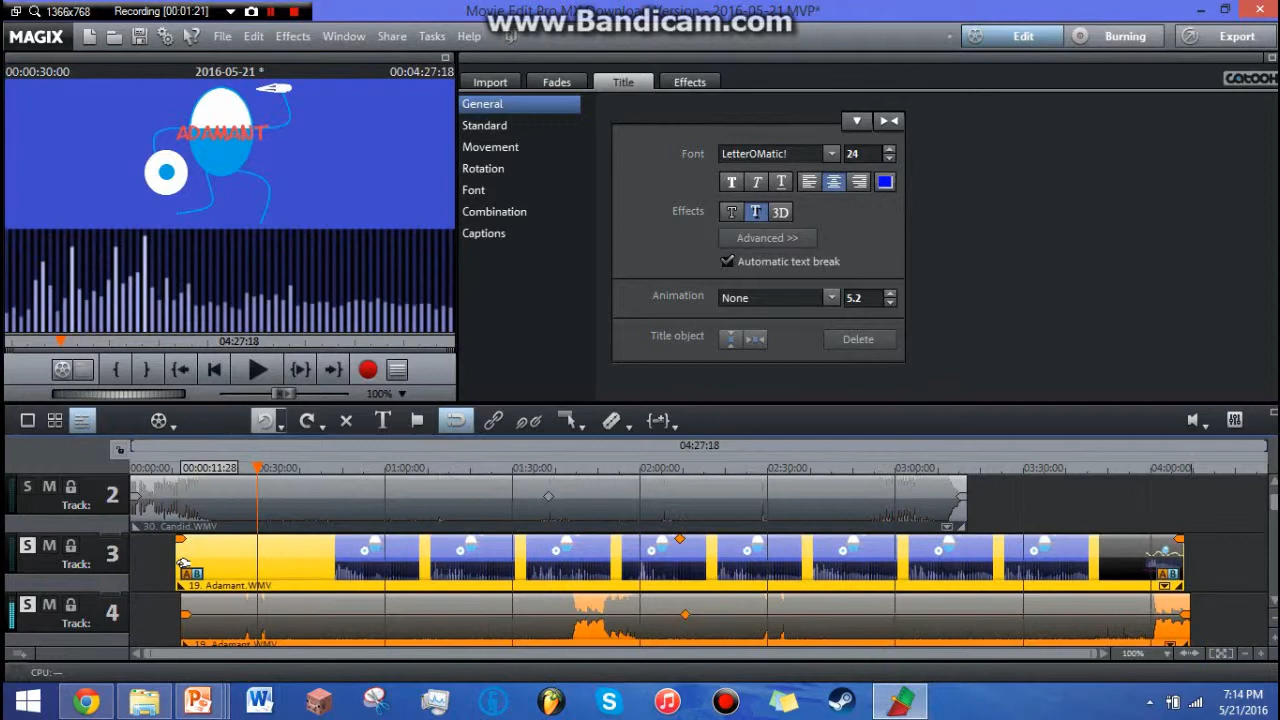 1366x768 Recording [00:01:21]
Movie Edit Pro MX Download Version - 2016-05-21.MVP*
www.Bandicam.com
MAGIX File Edit Effects Window Share Tasks Help Edit Burning Export
00:00:30:00 2016-05-21 * 00:04:27:18
Import Fades Title Effects
ADAMANT
General
Standard
Movement
Rotation
Font
Combination
Captions
Font LetterOMatic! 24
T T T
Effects T T 3D
Advanced >>
Automatic text break
Animation None 5.2
Title object Delete
04:27:18
100%
T
04:27:18
00:00:00 00:00:11:28 00:30:00 01:00:00 01:30:00 02:00:00 02:30:00 03:00:00 03:30:00 04:00:00
S M Track: 2
30. Candid.WMV
S M Track: 3
A B 19. Adamant.WMV A B
S M Track: 4
19. Adamant.WMV
100%
CPU: —
7:14 PM
5/21/2016